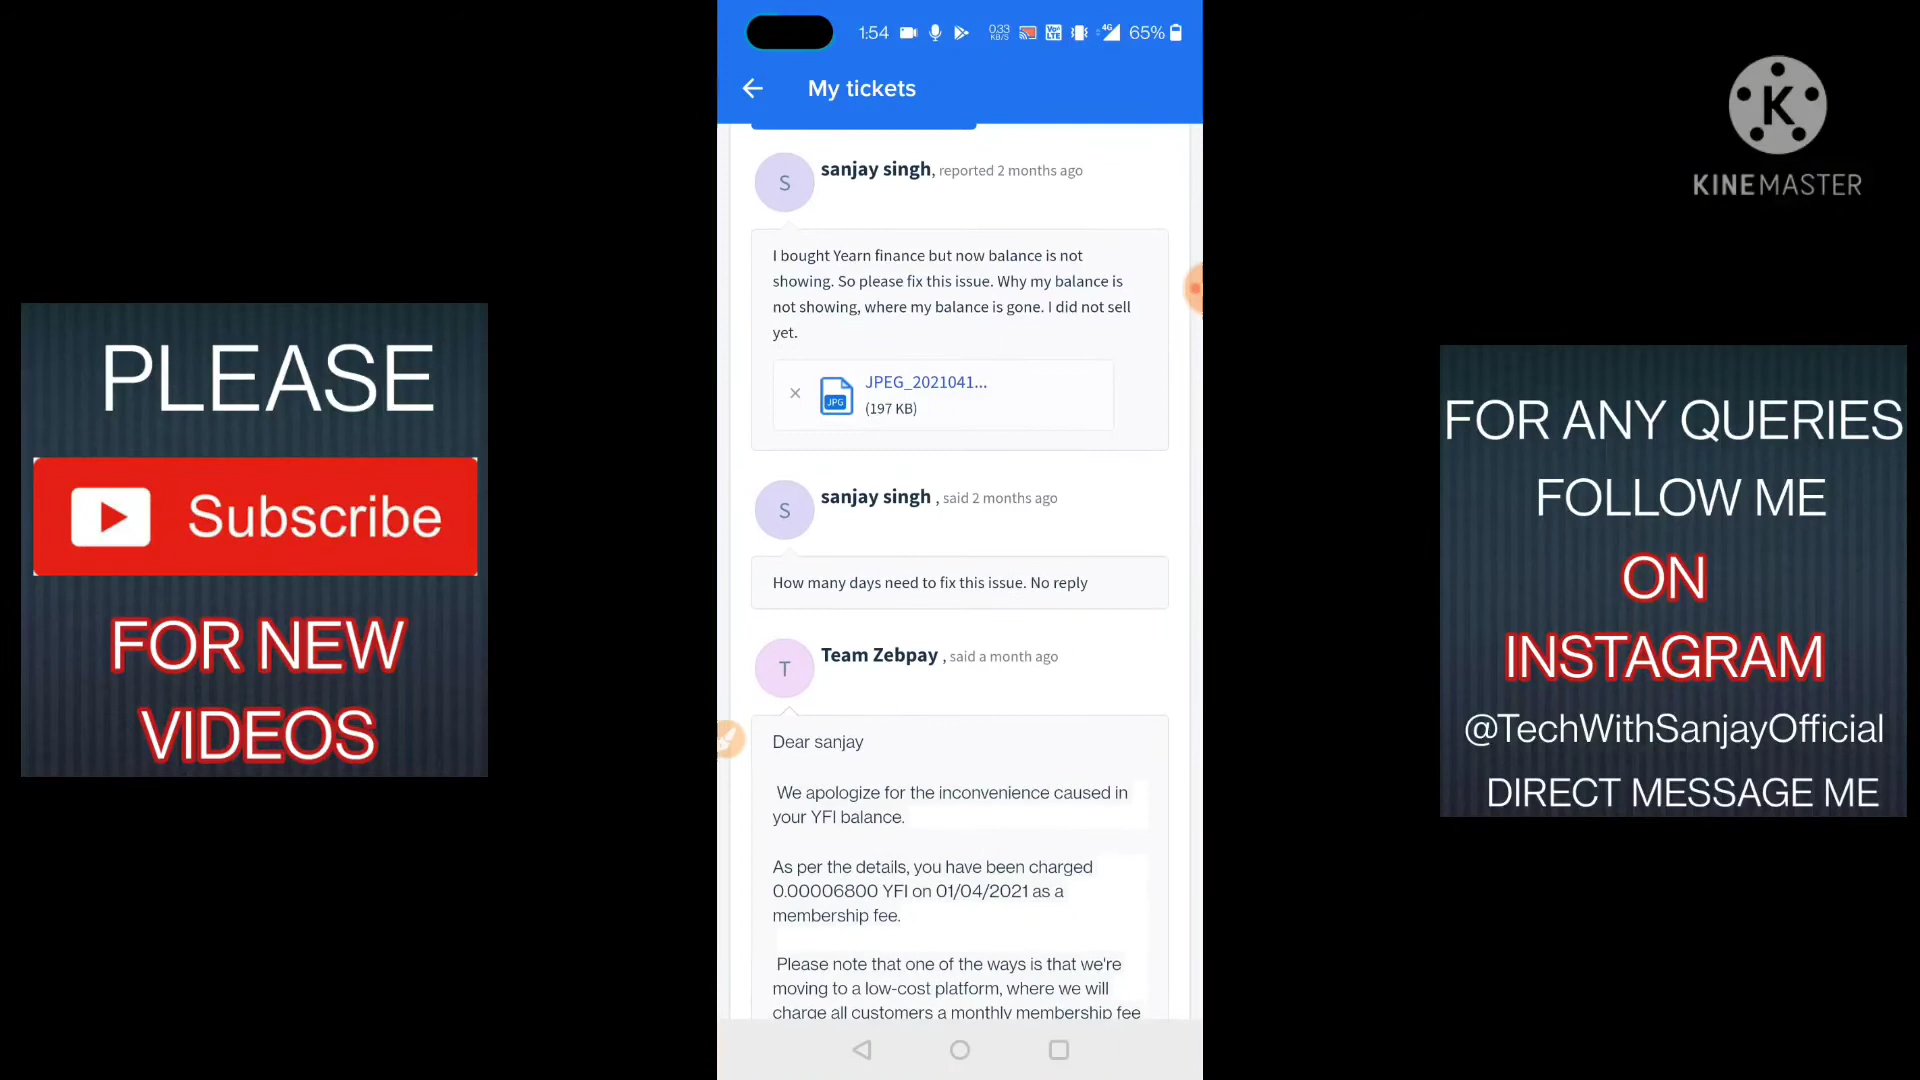 PLEASE
Subscribe
FOR NEW
VIDEOS
1:54
0.33
KB/S
Vo
LTE
4G
65%
My tickets
S
sanjay singh, reported 2 months ago
I bought Yearn finance but now balance is not
showing. So please fix this issue. Why my balance is
not showing, where my balance is gone. I did not sell
yet.
×
JPG
JPEG_2021041...
(197 KB)
S
sanjay singh , said 2 months ago
How many days need to fix this issue. No reply
T
Team Zebpay , said a month ago
Dear sanjay
We apologize for the inconvenience caused in
your YFI balance.
As per the details, you have been charged
0.00006800 YFI on 01/04/2021 as a
membership fee.
Please note that one of the ways is that we're
moving to a low-cost platform, where we will
charge all customers a monthly membership fee
K
KINEMASTER
FOR ANY QUERIES
FOLLOW ME
ON
INSTAGRAM
@TechWithSanjayOfficial
DIRECT MESSAGE ME